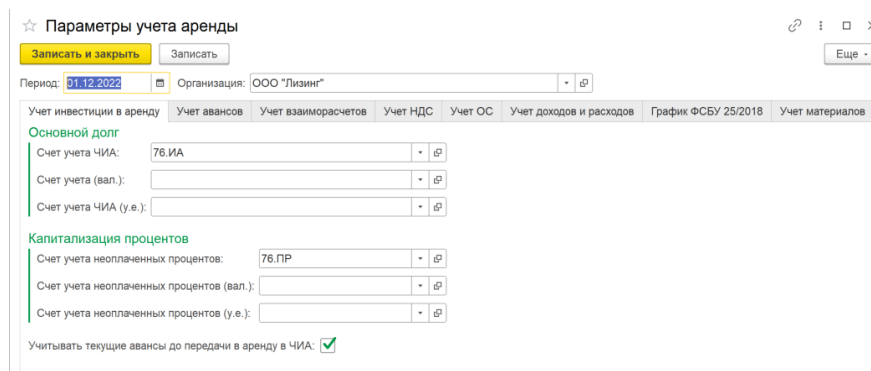 Параметры учета аренды
Записать и закрыть Записать Еще
Период: 01.12.2022 Организация: ООО "Лизинг"
Учет инвестиции в аренду Учет авансов Учет взаиморасчетов Учет НДС Учет ОС Учет доходов и расходов График ФСБУ 25/2018 Учет материалов
Основной долг
Счет учета ЧИА: 76.ИА
Счет учета (вал.):
Счет учета ЧИА (у.е.):
Капитализация процентов
Счет учета неоплаченных процентов: 76.ПР
Счет учета неоплаченных процентов (вал.):
Счет учета неоплаченных процентов (у.е.):
Учитывать текущие авансы до передачи в аренду в ЧИА: